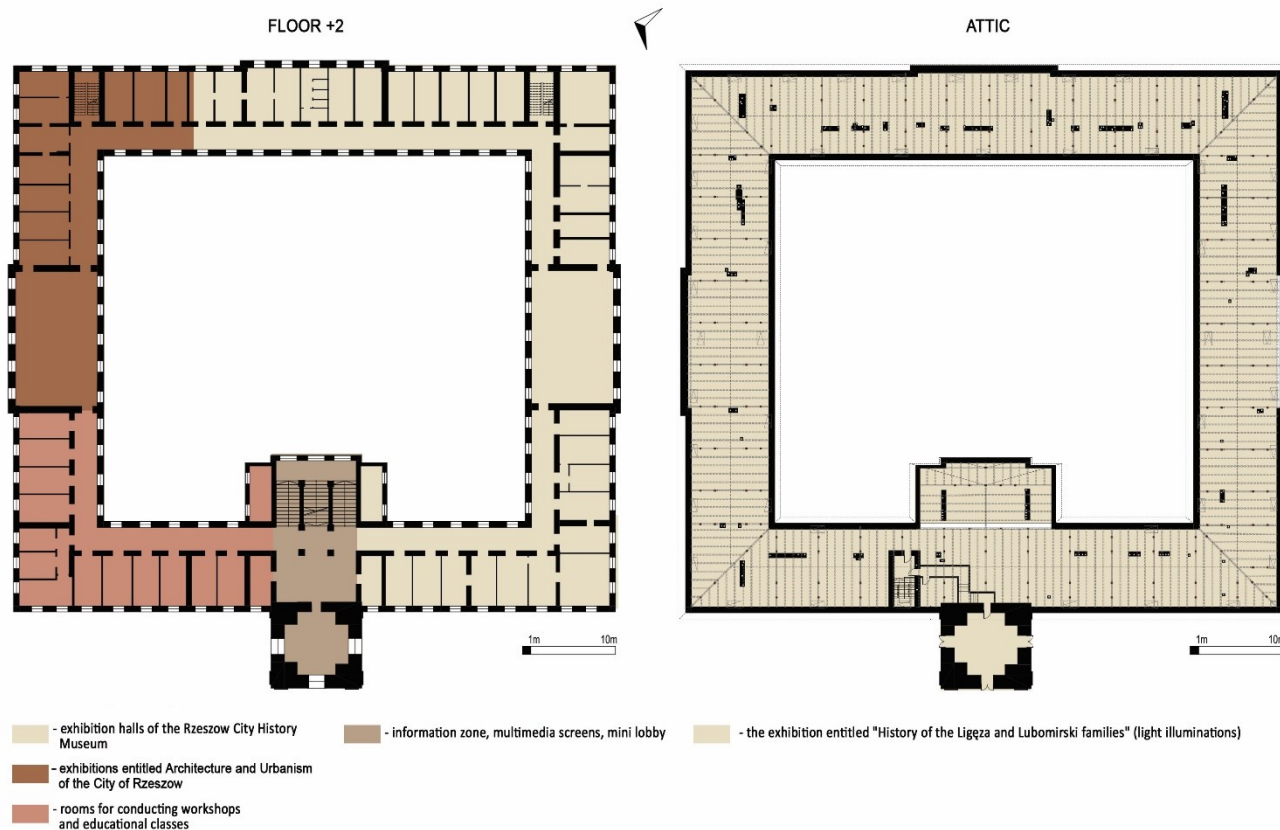 FLOOR +2
ATTIC
1m 10m
1m 10m
- exhibition halls of the Rzeszow City History
Museum
- exhibitions entitled Architecture and Urbanism
of the City of Rzeszow
- rooms for conducting workshops
and educational classes
- information zone, multimedia screens, mini lobby
- the exhibition entitled "History of the Ligęza and Lubomirski families" (light illuminations)